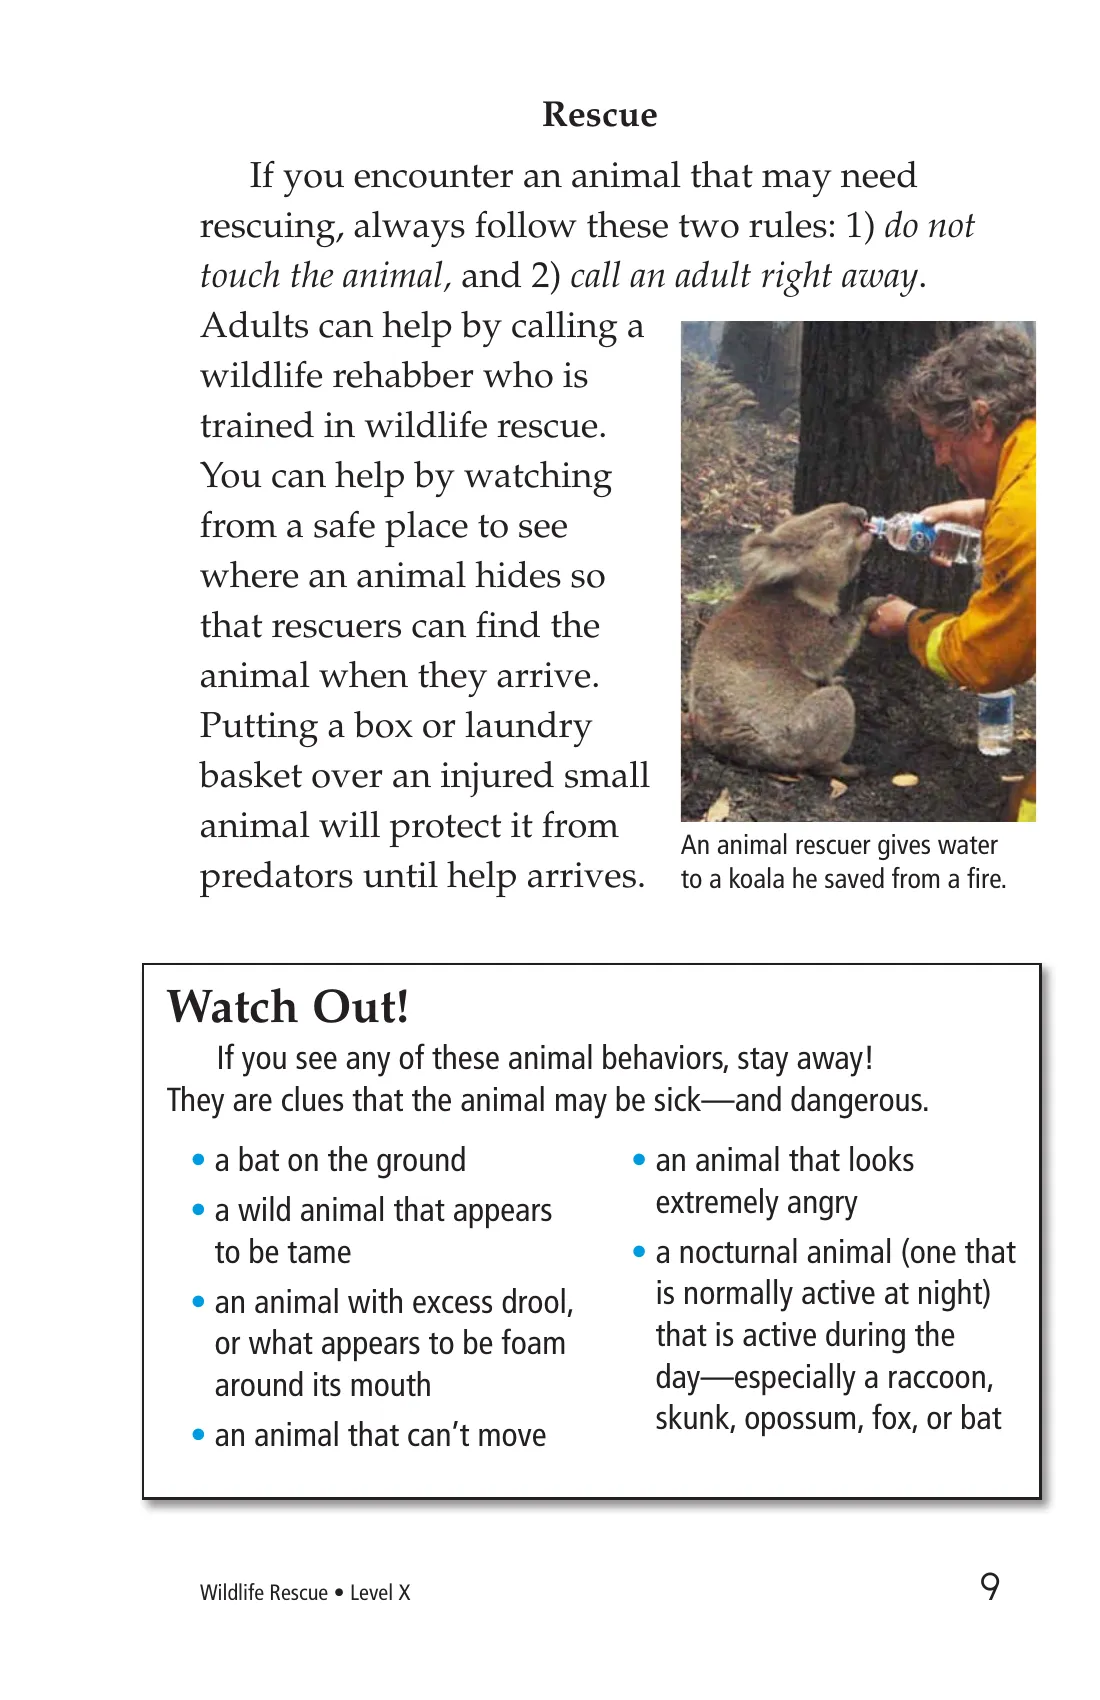 Rescue
If you encounter an animal that may need
rescuing, always follow these two rules: 1) do not
touch the animal, and 2) call an adult right away.
Adults can help by calling a
wildlife rehabber who is
trained in wildlife rescue.
You can help by watching
from a safe place to see
where an animal hides so
that rescuers can find the
animal when they arrive.
Putting a box or laundry
basket over an injured small
animal will protect it from
predators until help arrives.
An animal rescuer gives water
to a koala he saved from a fire.
Watch Out!
If you see any of these animal behaviors, stay away!
They are clues that the animal may be sick—and dangerous.
• a bat on the ground
• a wild animal that appears
to be tame
• an animal with excess drool,
or what appears to be foam
around its mouth
• an animal that can't move
• an animal that looks
extremely angry
• a nocturnal animal (one that
is normally active at night)
that is active during the
day—especially a raccoon,
skunk, opossum, fox, or bat
Wildlife Rescue • Level X
9